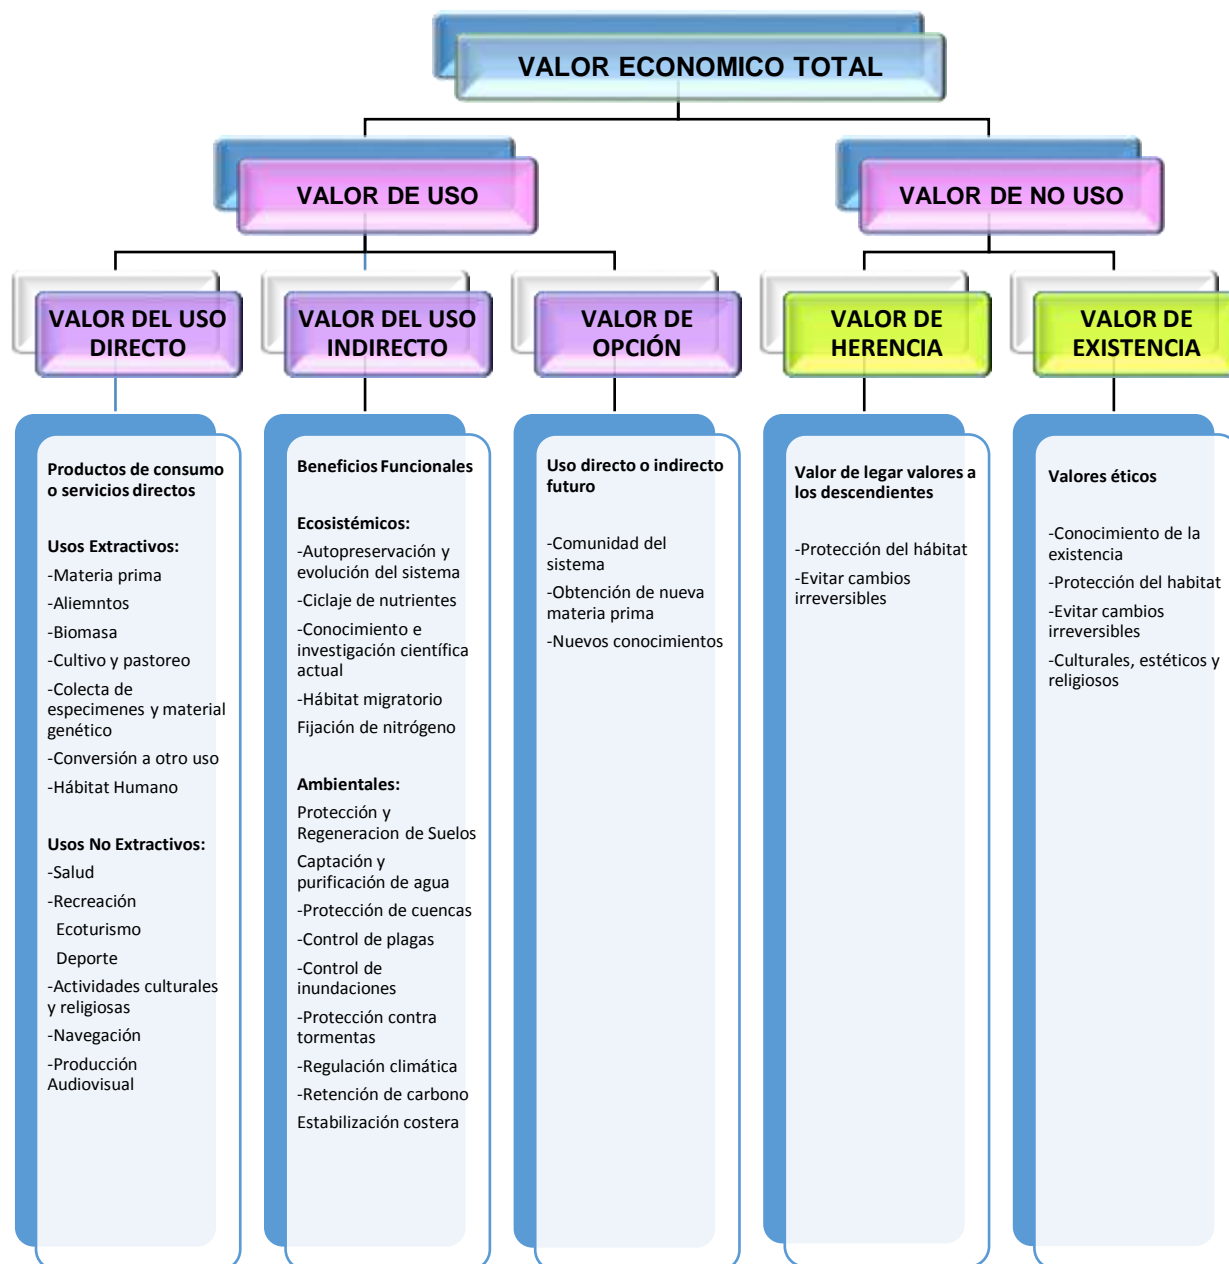 VALOR ECONOMICO TOTAL
VALOR DE USO
VALOR DE NO USO
VALOR DEL USO
DIRECTO
VALOR DEL USO
INDIRECTO
VALOR DE
OPCIÓN
VALOR DE
HERENCIA
VALOR DE
EXISTENCIA
Productos de consumo
o servicios directos
Usos Extractivos:
-Materia prima
-Aliemntos
-Biomasa
-Cultivo y pastoreo
-Colecta de
especimenes y material
genético
-Conversión a otro uso
-Hábitat Humano
Usos No Extractivos:
-Salud
-Recreación
Ecoturismo
Deporte
-Actividades culturales
y religiosas
-Navegación
-Producción
Audiovisual
Beneficios Funcionales
Ecosistémicos:
-Autopreservación y
evolución del sistema
-Ciclaje de nutrientes
-Conocimiento e
investigación científica
actual
-Hábitat migratorio
Fijación de nitrógeno
Ambientales:
Protección y
Regeneracion de Suelos
Captación y
purificación de agua
-Protección de cuencas
-Control de plagas
-Control de
inundaciones
-Protección contra
tormentas
-Regulación climática
-Retención de carbono
Estabilización costera
Uso directo o indirecto
futuro
-Comunidad del
sistema
-Obtención de nueva
materia prima
-Nuevos conocimientos
Valor de legar valores a
los descendientes
-Protección del hábitat
-Evitar cambios
irreversibles
Valores éticos
-Conocimiento de la
existencia
-Protección del habitat
-Evitar cambios
irreversibles
-Culturales, estéticos y
religiosos